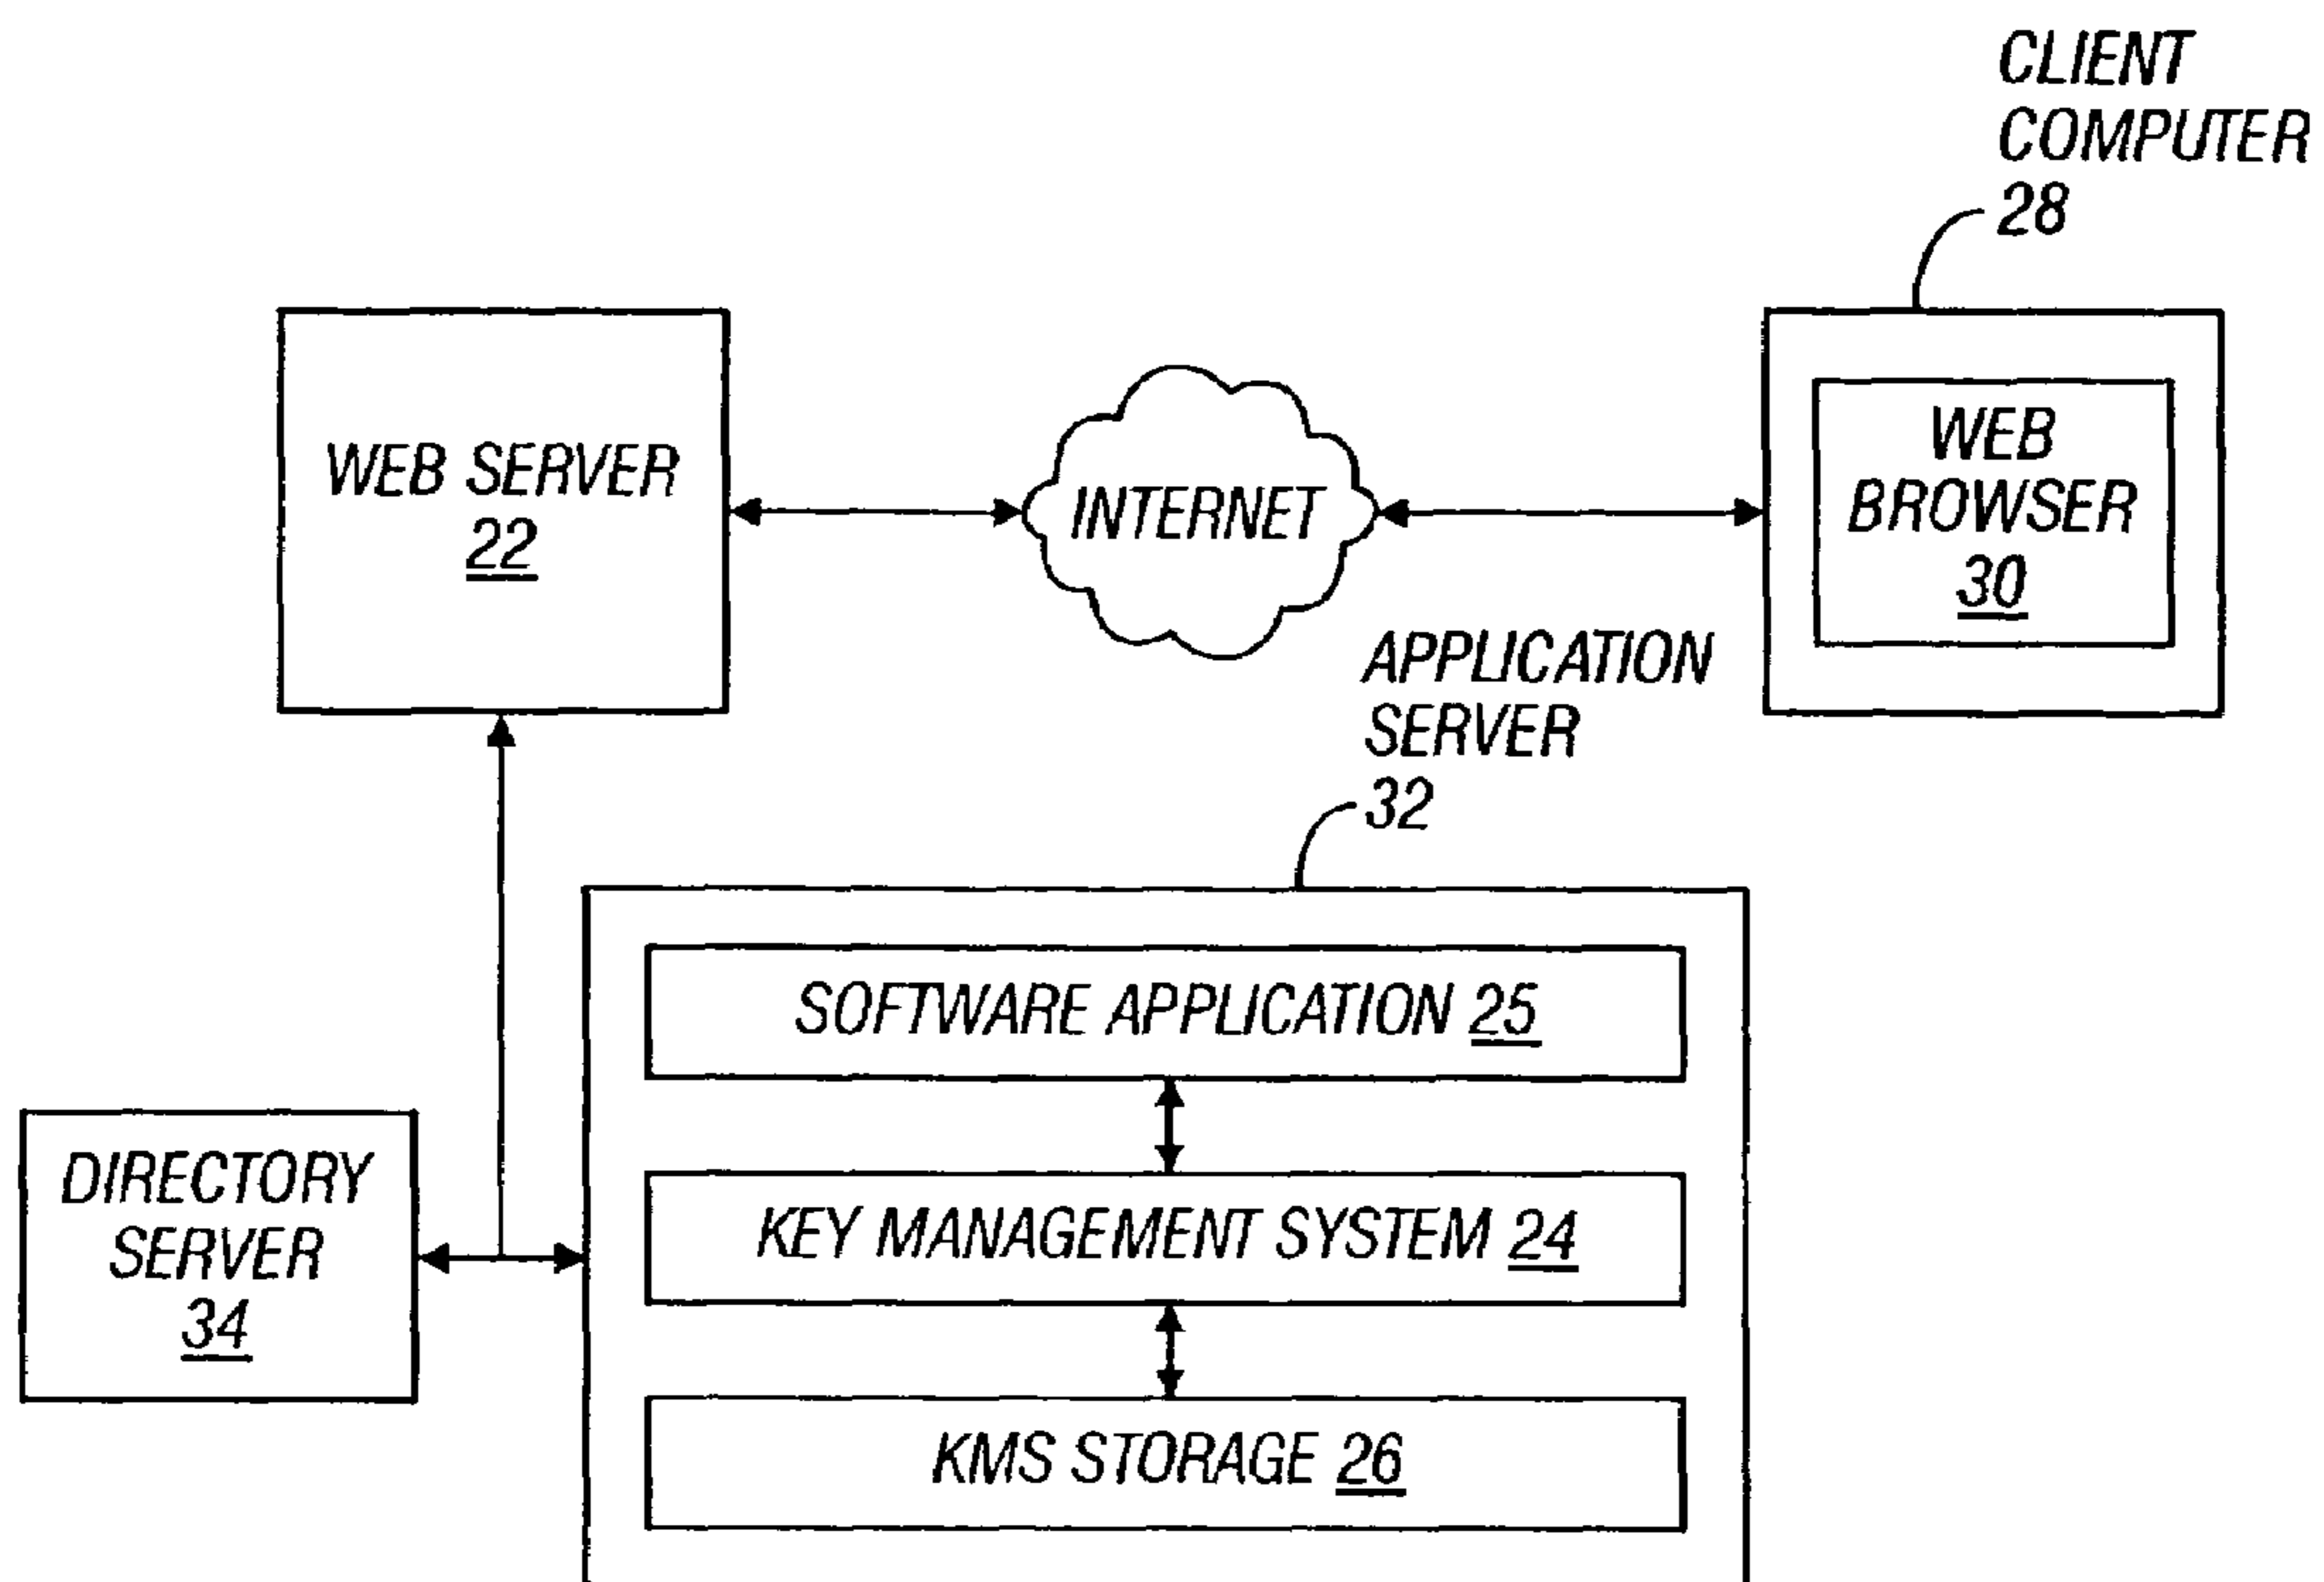 CLIENT
COMPUTER
28
WEB SERVER
22
INTERNET
WEB
BROWSER
30
APPLICATION
SERVER
32
SOFTWARE APPLICATION 25
KEY MANAGEMENT SYSTEM 24
KMS STORAGE 26
DIRECTORY
SERVER
34